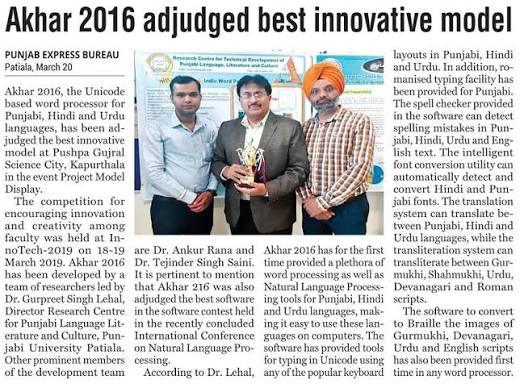 Akhar 2016 adjudged best innovative model
PUNJAB EXPRESS BUREAU
Patiala, March 20
Akhar 2016, the Unicode
based word processor for
Punjabi, Hindi and Urdu
languages, has been ad-
judged the best innovative
model at Pushpa Gujral
Science City, Kapurthala
in the event Project Model
Display.
The competition for
encouraging innovation
and creativity among
faculty was held at In-
noTech-2019 on 18-19
March 2019. Akhar 2016
has been developed by a
team of researchers led by
Dr. Gurpreet Singh Lehal,
Director Research Centre
for Punjabi Language Lit-
erature and Culture, Pun-
jabi University Patiala.
Other prominent members
of the development team
Research Centre for Technical Development of
Punjabi Language, Literature and Culture
are Dr. Ankur Rana and
Dr. Tejinder Singh Saini.
It is pertinent to mention
that Akhar 216 was also
adjudged the best software
in the software contest held
in the recently concluded
International Conference
on Natural Language Pro-
cessing.
According to Dr. Lehal,
Akhar 2016 has for the first
time provided a plethora of
word processing as well as
Natural Language Process-
ing tools for Punjabi, Hindi
and Urdu languages, mak-
ing it easy to use these lan-
guages on computers. The
software has provided tools
for typing in Unicode using
any of the popular keyboard
layouts in Punjabi, Hindi
and Urdu. In addition, ro-
manised typing facility has
been provided for Punjabi.
The spell checker provided
in the software can detect
spelling mistakes in Pun-
jabi, Hindi, Urdu and Eng-
lish text. The intelligent
font conversion utility can
automatically detect and
convert Hindi and Pun-
jabi fonts. The translation
system can translate be-
tween Punjabi, Hindi and
Urdu languages, while the
transliteration system can
transliterate between Gur-
mukhi, Shahmukhi, Urdu,
Devanagari and Roman
scripts.
The software to convert
to Braille the images of
Gurmukhi, Devanagari,
Urdu and English scripts
has also been provided first
time in any word processor.